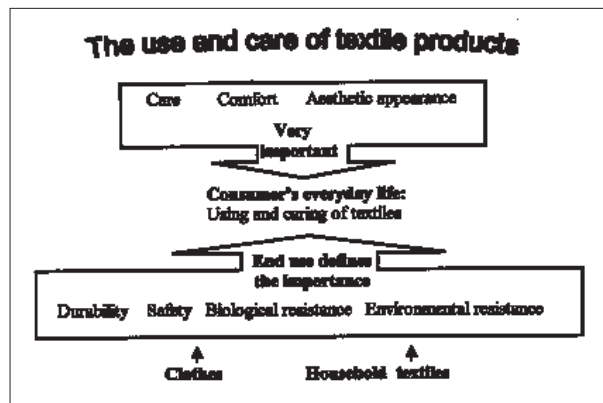 The use and care of textile products
Care Comfort Aesthetic appearance
Very
important
Consumer's everyday life:
Using and caring of textiles
End use defines
the importance
Durability Safety Biological resistance Environmental resistance
Clothes Household textiles